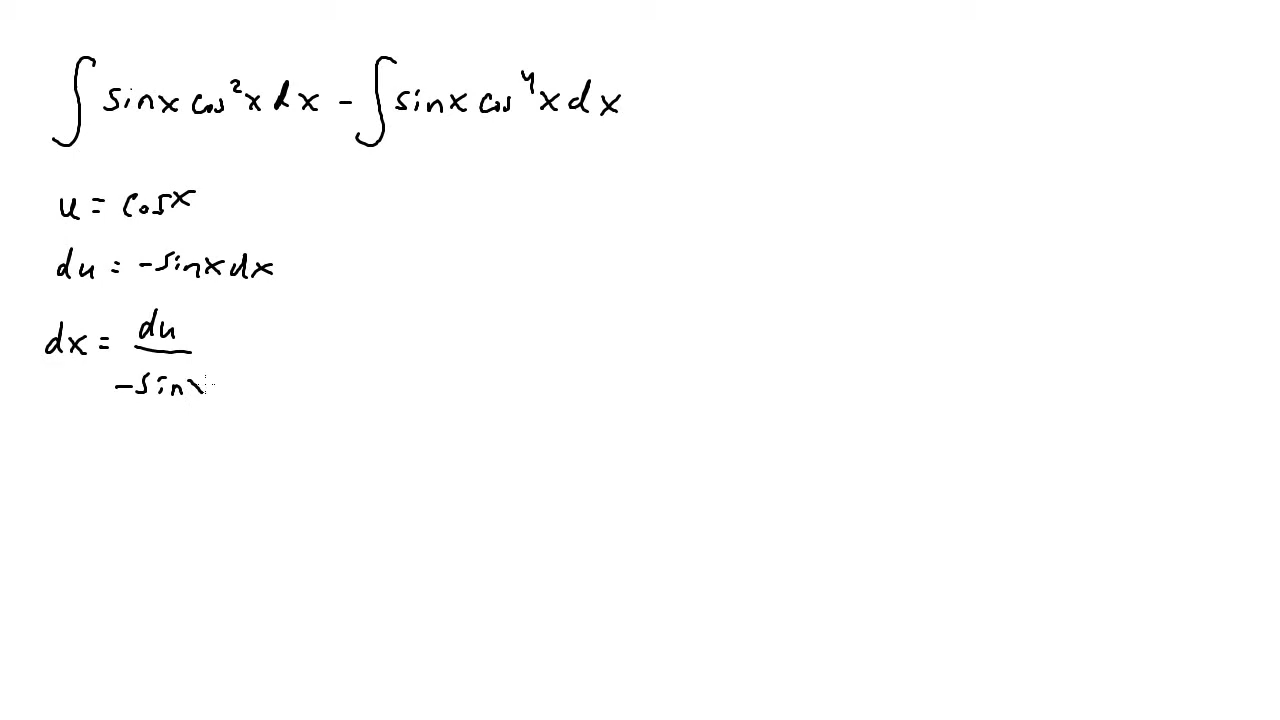 ∫ sinx cos²x dx - ∫ sinx cos⁴x dx
u = cosx
du = -sinx dx
dx = du / -sinx